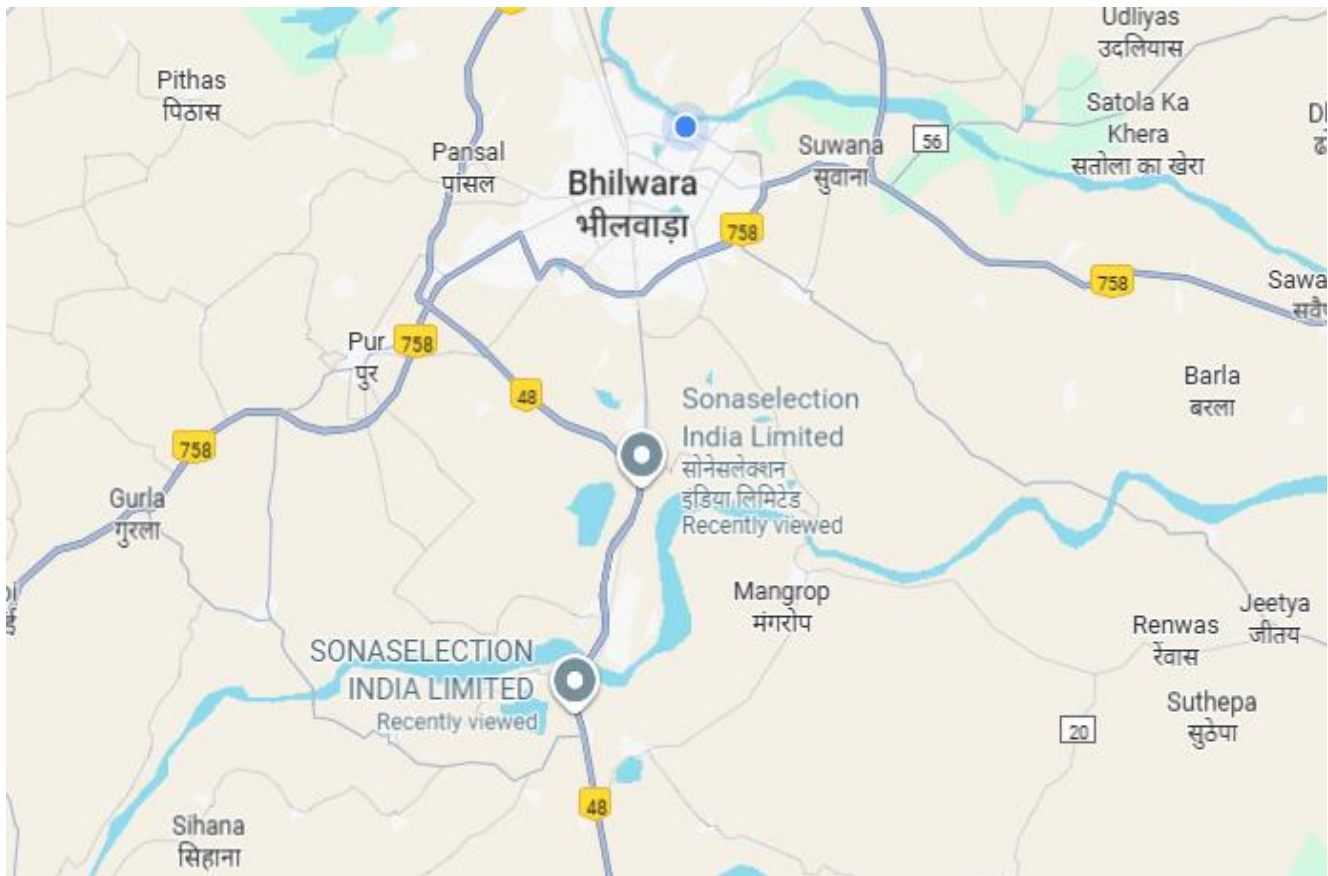 Udliyas
उदलियास
Pithas
पिठास
Satola Ka
Khera
सतोला का खेरा
56
Suwana
सुवाना
Pansal
पांसल
Bhilwara
भीलवाड़ा
758
758
Pur
पुर
758
48
Barla
बरला
Sonaselection
India Limited
सोनेसलेक्शन
इंडिया लिमिटेड
Recently viewed
758
Gurla
गुरला
Mangrop
मंगरोप
Jeetya
जीतय
Renwas
रेंवास
SONASELECTION
INDIA LIMITED
Recently viewed
Suthepa
सुठेपा
20
48
Sihana
सिहाना